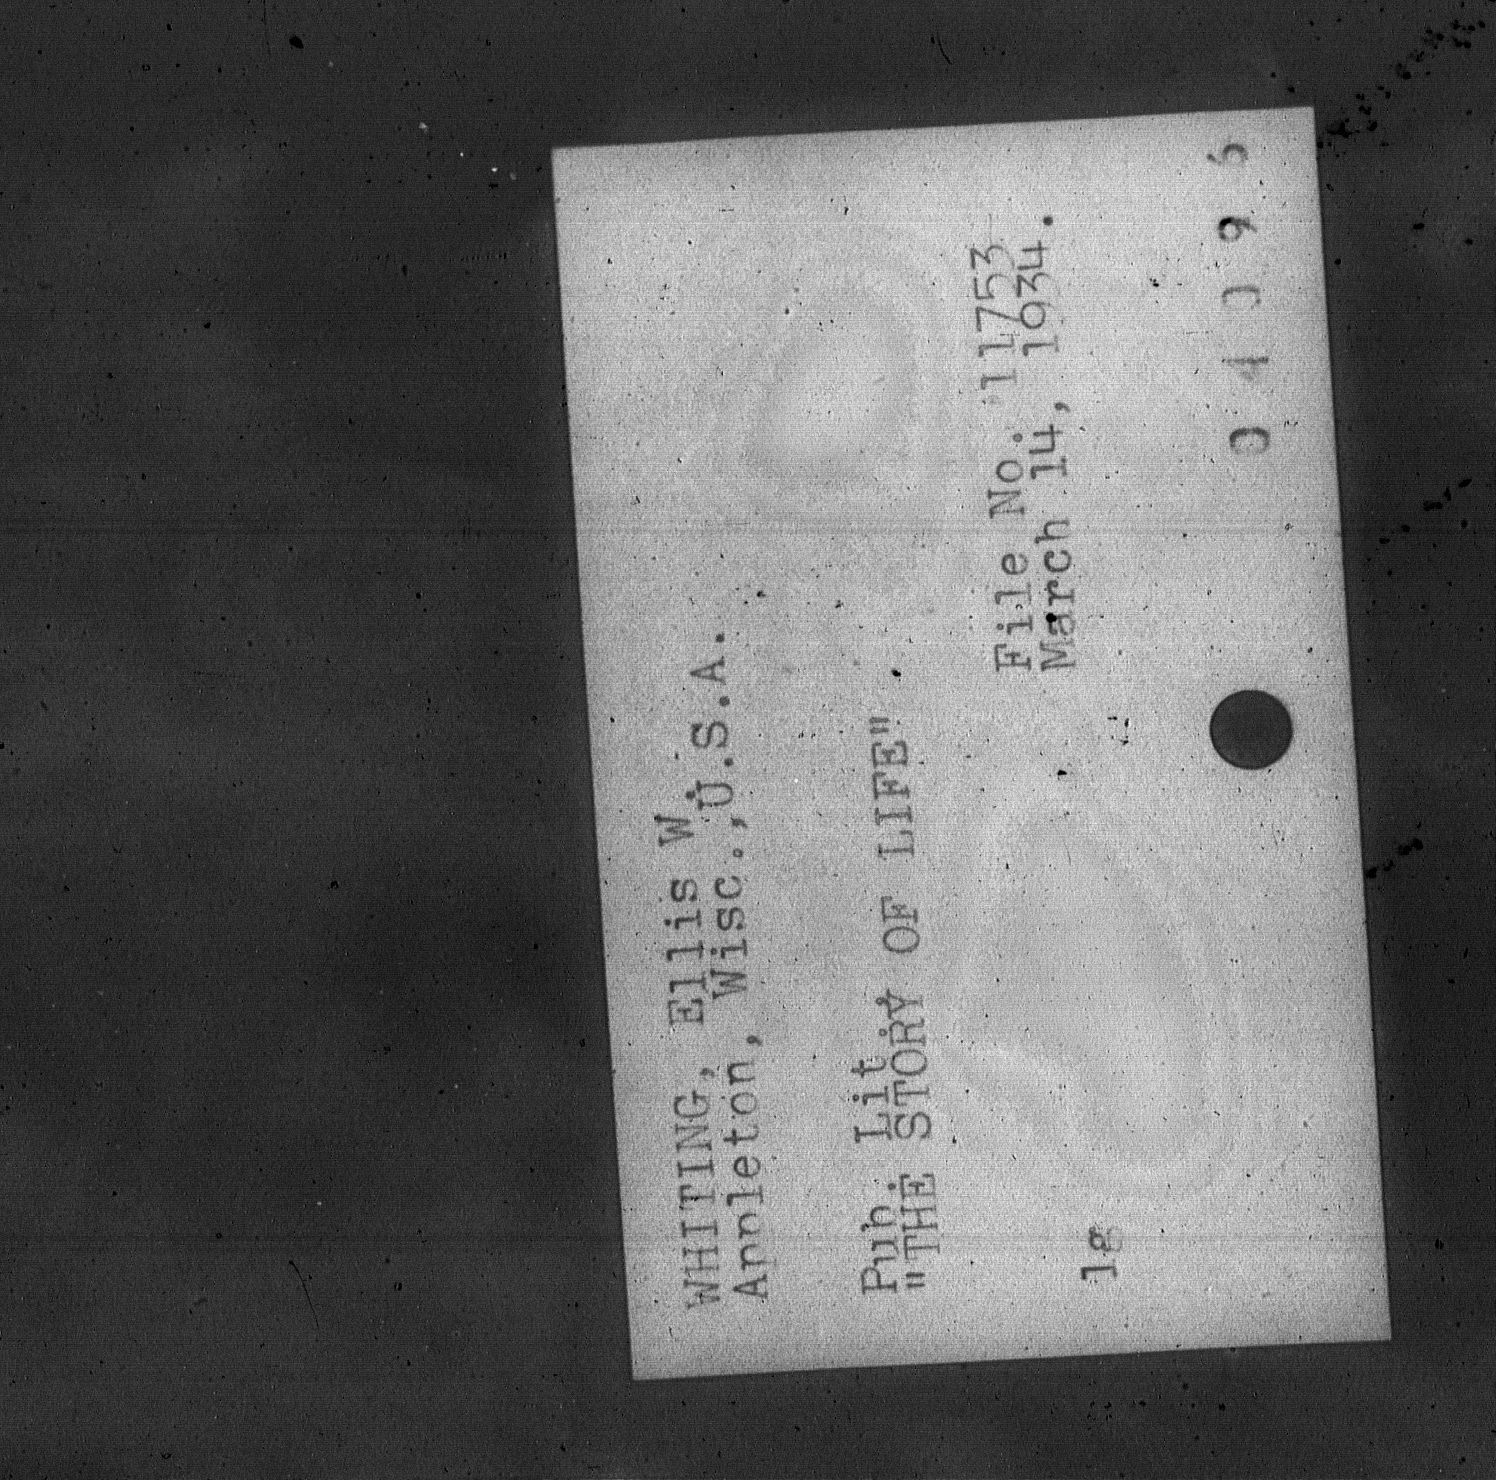 WHITING, Ellis W.
Appleton, Wisc.,U.S.A.
Pub. Lit.
"THE STORY OF LIFE"
File No. 11753
March 14, 1934.
lg
0 4 0 9 5